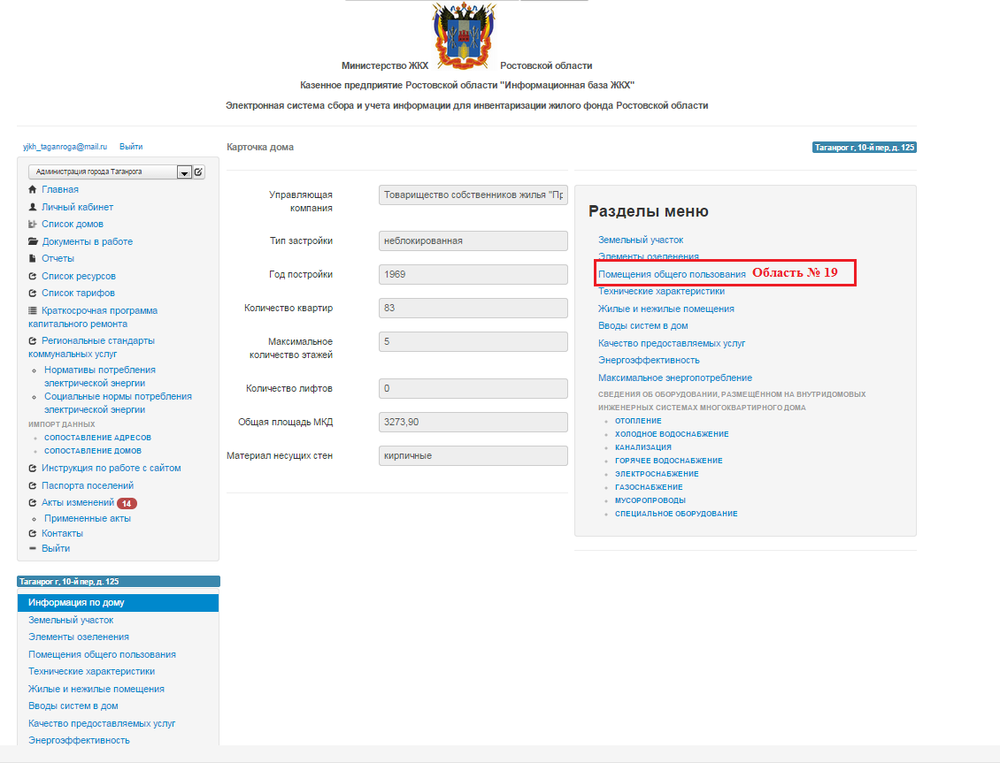 Министерство ЖКХ Ростовской области
Казенное предприятие Ростовской области "Информационная база ЖКХ"
Электронная система сбора и учета информации для инвентаризации жилого фонда Ростовской области
yjkh_taganroga@mail.ru Выйти
Администрация города Таганрога
Главная
Личный кабинет
Список домов
Документы в работе
Отчеты
Список ресурсов
Список тарифов
Краткосрочная программа
капитального ремонта
Региональные стандарты
коммунальных услуг
Нормативы потребления
электрической энергии
Социальные нормы потребления
электрической энергии
ИМПОРТ ДАННЫХ
СОПОСТАВЛЕНИЕ АДРЕСОВ
СОПОСТАВЛЕНИЕ ДОМОВ
Инструкция по работе с сайтом
Паспорта поселений
Акты изменений 14
Примененные акты
Контакты
Выйти
Таганрог г, 10-й пер, д. 125
Информация по дому
Земельный участок
Элементы озеленения
Помещения общего пользования
Технические характеристики
Жилые и нежилые помещения
Вводы систем в дом
Качество предоставляемых услуг
Энергоэффективность
Карточка дома
Таганрог г, 10-й пер, д. 125
Управляющая
компания
Товарищество собственников жилья "Пр
Тип застройки неблокированная
Год постройки 1969
Количество квартир 83
Максимальное
количество этажей
5
Количество лифтов 0
Общая площадь МКД 3273,90
Материал несущих стен кирпичные
Разделы меню
Земельный участок
Элементы озеленения
Помещения общего пользования Область № 19
Технические характеристики
Жилые и нежилые помещения
Вводы систем в дом
Качество предоставляемых услуг
Энергоэффективность
Максимальное энергопотребление
СВЕДЕНИЯ ОБ ОБОРУДОВАНИИ, РАЗМЕЩЁННОМ НА ВНУТРИДОМОВЫХ
ИНЖЕНЕРНЫХ СИСТЕМАХ МНОГОКВАРТИРНОГО ДОМА
ОТОПЛЕНИЕ
ХОЛОДНОЕ ВОДОСНАБЖЕНИЕ
КАНАЛИЗАЦИЯ
ГОРЯЧЕЕ ВОДОСНАБЖЕНИЕ
ЭЛЕКТРОСНАБЖЕНИЕ
ГАЗОСНАБЖЕНИЕ
МУСОРОПРОВОДЫ
СПЕЦИАЛЬНОЕ ОБОРУДОВАНИЕ